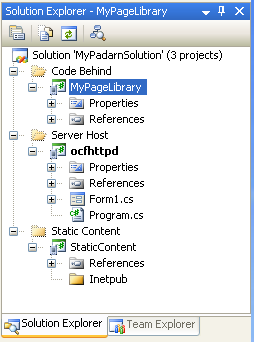 Solution Explorer - MyPageLibrary
Solution 'MyPadarnSolution' (3 projects)
Code Behind
MyPageLibrary
Properties
References
Server Host
ocfhttpd
Properties
References
Form1.cs
Program.cs
Static Content
StaticContent
References
Inetpub
Solution Explorer
Team Explorer